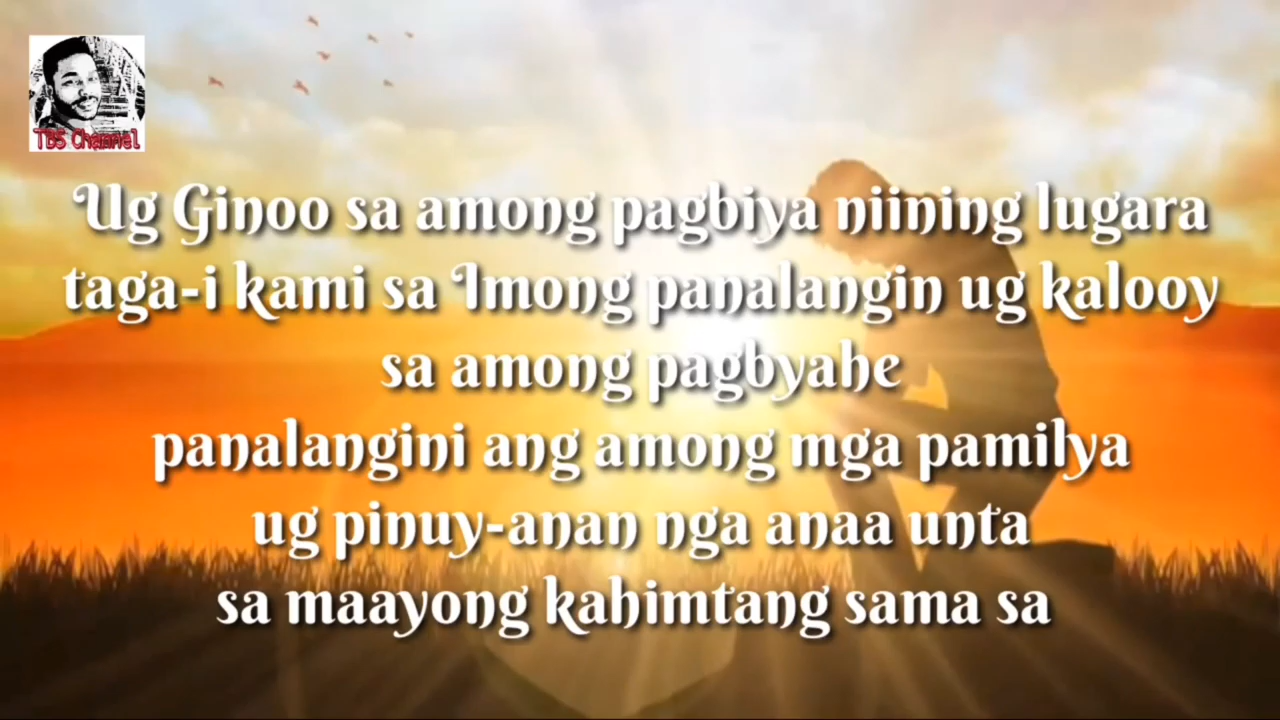 TBS Channel
Ug Ginoo sa among pagbiya niining lugara
taga-i kami sa Imong panalangin ug kalooy
sa among pagbyahe
panalangini ang among mga pamilya
ug pinuy-anan nga anaa unta
sa maayong kahimtang sama sa